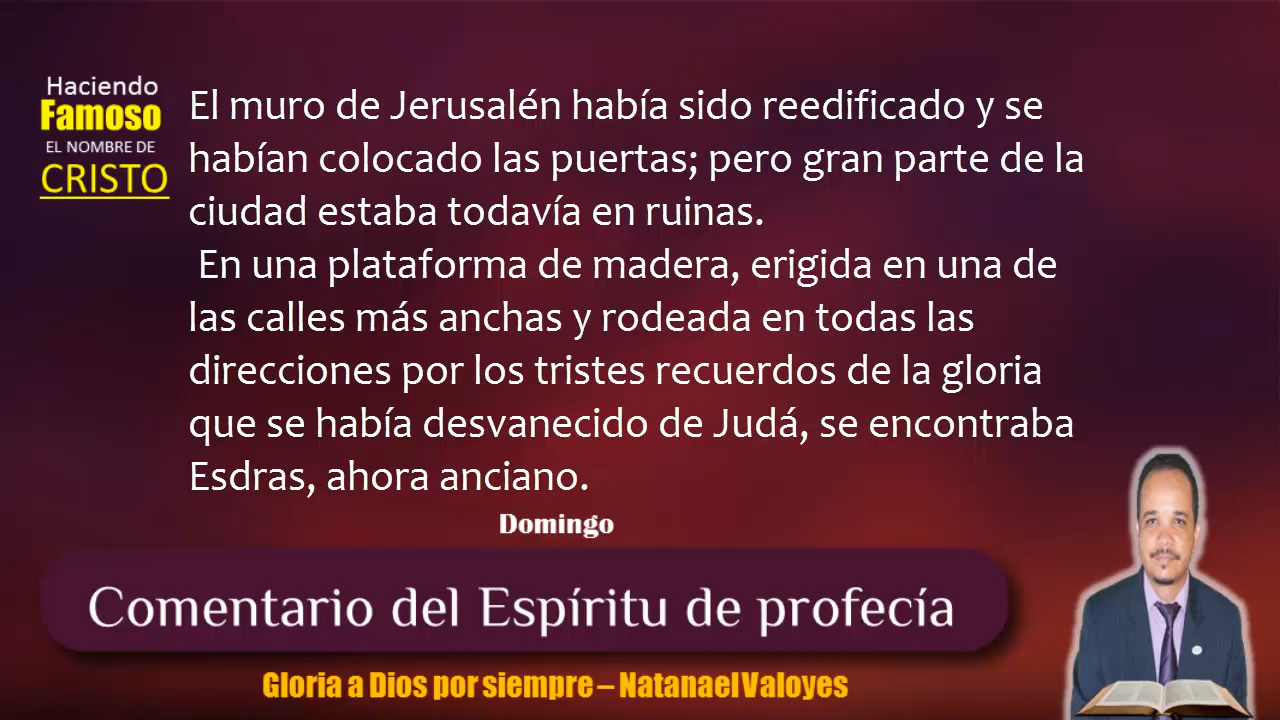 Haciendo
Famoso
EL NOMBRE DE
CRISTO
El muro de Jerusalén había sido reedificado y se
habían colocado las puertas; pero gran parte de la
ciudad estaba todavía en ruinas.
En una plataforma de madera, erigida en una de
las calles más anchas y rodeada en todas las
direcciones por los tristes recuerdos de la gloria
que se había desvanecido de Judá, se encontraba
Esdras, ahora anciano.
Domingo
Comentario del Espíritu de profecía
Gloria a Dios por siempre – Natanael Valoyes